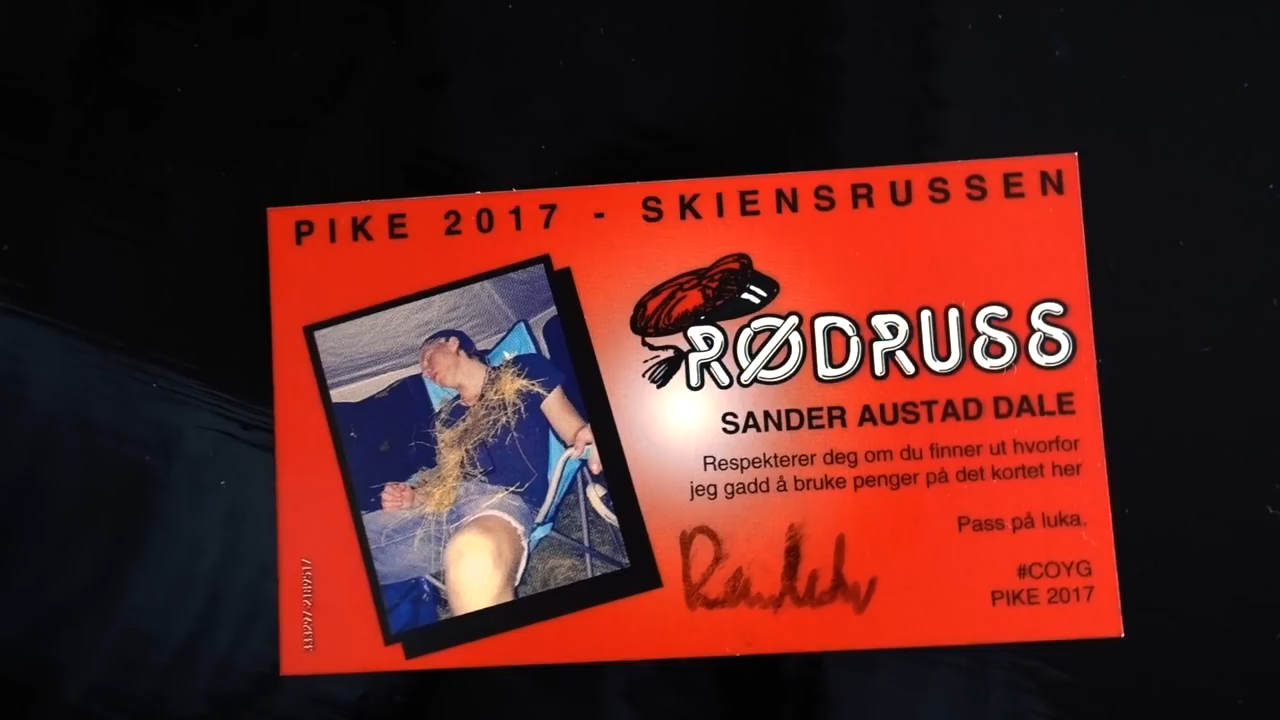 PIKE 2017 - SKIENSRUSSEN
RØDRUSS
SANDER AUSTAD DALE
Respekterer deg om du finner ut hvorfor
jeg gadd å bruke penger på det kortet her
Pass på luka.
#COYG
PIKE 2017